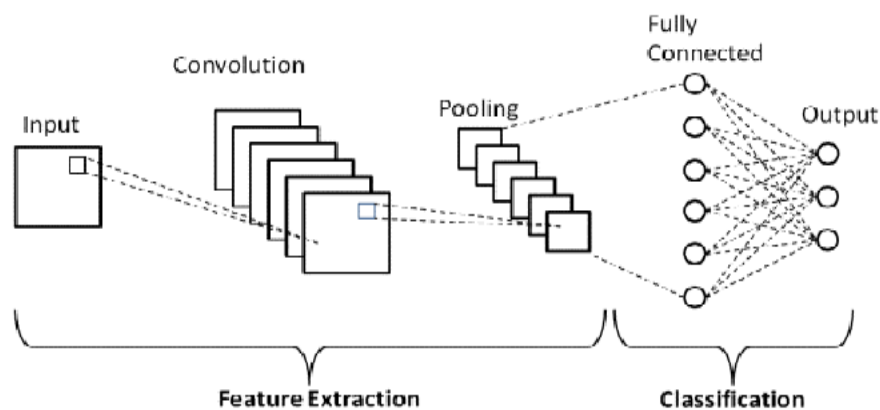 Input
Convolution
Pooling
Fully
Connected
Output
Feature Extraction
Classification